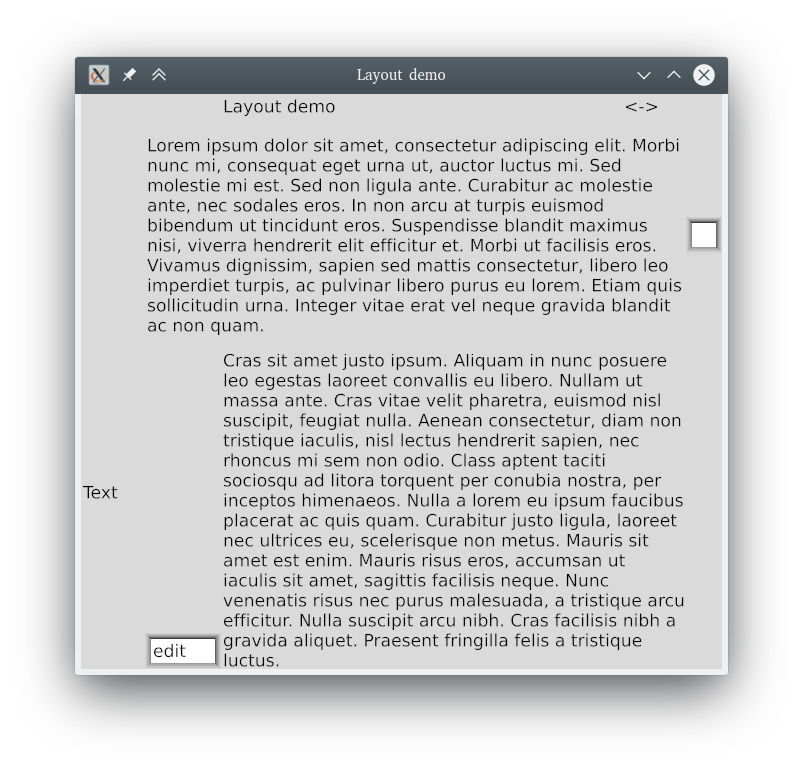 Layout demo
Layout demo <->
Lorem ipsum dolor sit amet, consectetur adipiscing elit. Morbi
nunc mi, consequat eget urna ut, auctor luctus mi. Sed
molestie mi est. Sed non ligula ante. Curabitur ac molestie
ante, nec sodales eros. In non arcu at turpis euismod
bibendum ut tincidunt eros. Suspendisse blandit maximus
nisi, viverra hendrerit elit efficitur et. Morbi ut facilisis eros.
Vivamus dignissim, sapien sed mattis consectetur, libero leo
imperdiet turpis, ac pulvinar libero purus eu lorem. Etiam quis
sollicitudin urna. Integer vitae erat vel neque gravida blandit
ac non quam.
Cras sit amet justo ipsum. Aliquam in nunc posuere
leo egestas laoreet convallis eu libero. Nullam ut
massa ante. Cras vitae velit pharetra, euismod nisl
suscipit, feugiat nulla. Aenean consectetur, diam non
tristique iaculis, nisl lectus hendrerit sapien, nec
rhoncus mi sem non odio. Class aptent taciti
sociosqu ad litora torquent per conubia nostra, per
inceptos himenaeos. Nulla a lorem eu ipsum faucibus
placerat ac quis quam. Curabitur justo ligula, laoreet
nec ultrices eu, scelerisque non metus. Mauris sit
amet est enim. Mauris risus eros, accumsan ut
iaculis sit amet, sagittis facilisis neque. Nunc
venenatis risus nec purus malesuada, a tristique arcu
efficitur. Nulla suscipit arcu nibh. Cras facilisis nibh a
gravida aliquet. Praesent fringilla felis a tristique
luctus.
Text
edit